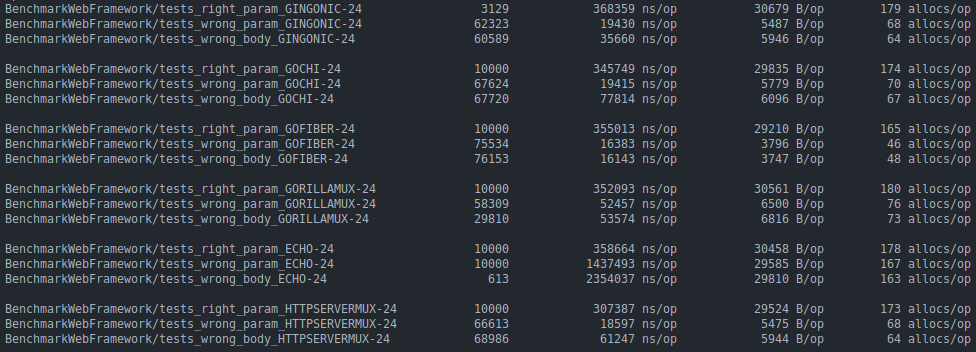 BenchmarkWebFramework/tests_right_param_GINGONIC-24 3129 368359 ns/op 30679 B/op 179 allocs/op
BenchmarkWebFramework/tests_wrong_param_GINGONIC-24 62323 19430 ns/op 5487 B/op 68 allocs/op
BenchmarkWebFramework/tests_wrong_body_GINGONIC-24 60589 35660 ns/op 5946 B/op 64 allocs/op
BenchmarkWebFramework/tests_right_param_GOCHI-24 10000 345749 ns/op 29835 B/op 174 allocs/op
BenchmarkWebFramework/tests_wrong_param_GOCHI-24 67624 19415 ns/op 5779 B/op 70 allocs/op
BenchmarkWebFramework/tests_wrong_body_GOCHI-24 67720 77814 ns/op 6096 B/op 67 allocs/op
BenchmarkWebFramework/tests_right_param_GOFIBER-24 10000 355013 ns/op 29210 B/op 165 allocs/op
BenchmarkWebFramework/tests_wrong_param_GOFIBER-24 75534 16383 ns/op 3796 B/op 46 allocs/op
BenchmarkWebFramework/tests_wrong_body_GOFIBER-24 76153 16143 ns/op 3747 B/op 48 allocs/op
BenchmarkWebFramework/tests_right_param_GORILLAMUX-24 10000 352093 ns/op 30561 B/op 180 allocs/op
BenchmarkWebFramework/tests_wrong_param_GORILLAMUX-24 58309 52457 ns/op 6500 B/op 76 allocs/op
BenchmarkWebFramework/tests_wrong_body_GORILLAMUX-24 29810 53574 ns/op 6816 B/op 73 allocs/op
BenchmarkWebFramework/tests_right_param_ECHO-24 10000 358664 ns/op 30458 B/op 178 allocs/op
BenchmarkWebFramework/tests_wrong_param_ECHO-24 10000 1437493 ns/op 29585 B/op 167 allocs/op
BenchmarkWebFramework/tests_wrong_body_ECHO-24 613 2354037 ns/op 29810 B/op 163 allocs/op
BenchmarkWebFramework/tests_right_param_HTTPSERVERMUX-24 10000 307387 ns/op 29524 B/op 173 allocs/op
BenchmarkWebFramework/tests_wrong_param_HTTPSERVERMUX-24 66613 18597 ns/op 5475 B/op 68 allocs/op
BenchmarkWebFramework/tests_wrong_body_HTTPSERVERMUX-24 68986 61247 ns/op 5944 B/op 64 allocs/op